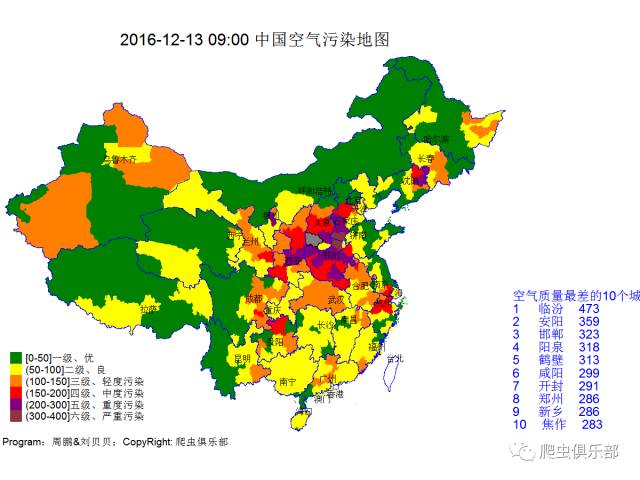 2016-12-13 09:00 中国空气污染地图
哈尔滨
长春
乌鲁木齐
沈阳
呼和浩特
北京
天津
太原
石家庄
银川
济南
西宁
兰州
西安
郑州
合肥
南京
上海
拉萨
成都
武汉
杭州
重庆
南昌
长沙
贵阳
福州
台北
昆明
广州
南宁
香港
澳门
海口
空气质量最差的10个城
1 临汾 473
2 安阳 359
3 邯郸 323
4 阳泉 318
5 鹤壁 313
6 咸阳 299
7 开封 291
8 郑州 286
9 新乡 286
10 焦作 283
[0-50]一级、优
(50-100]二级、良
(100-150]三级、轻度污染
(150-200]四级、中度污染
(200-300]五级、重度污染
(300-400]六级、严重污染
Program：周鹏&刘贝贝；CopyRight: 爬虫俱乐部
爬虫俱乐部